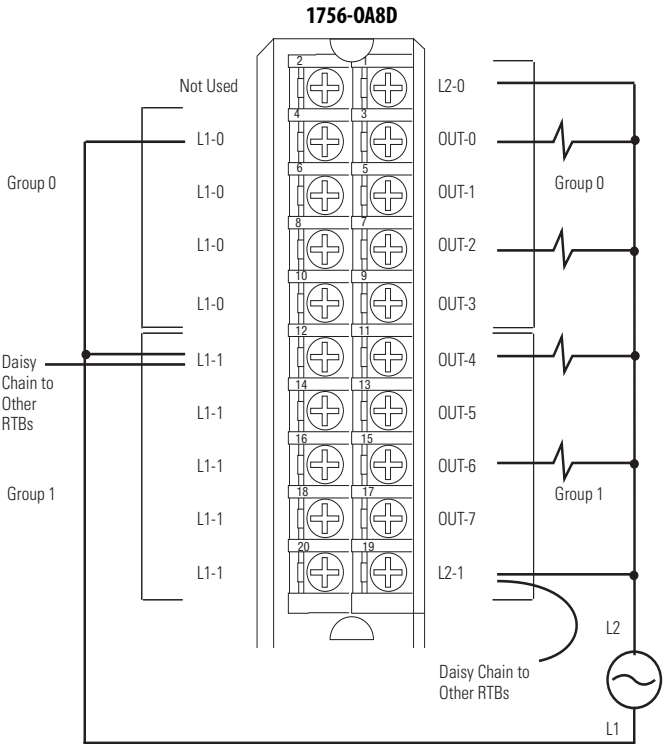 1756-OA8D
2 1
Not Used L2-0
4 3
L1-0 OUT-0
6 5
Group 0 L1-0 OUT-1 Group 0
8 7
L1-0 OUT-2
10 9
L1-0 OUT-3
12 11
L1-1 OUT-4
Daisy
Chain to
Other
RTBs
14 13
L1-1 OUT-5
16 15
L1-1 OUT-6
Group 1 Group 1
18 17
L1-1 OUT-7
20 19
L1-1 L2-1
L2
Daisy Chain to
Other RTBs
L1